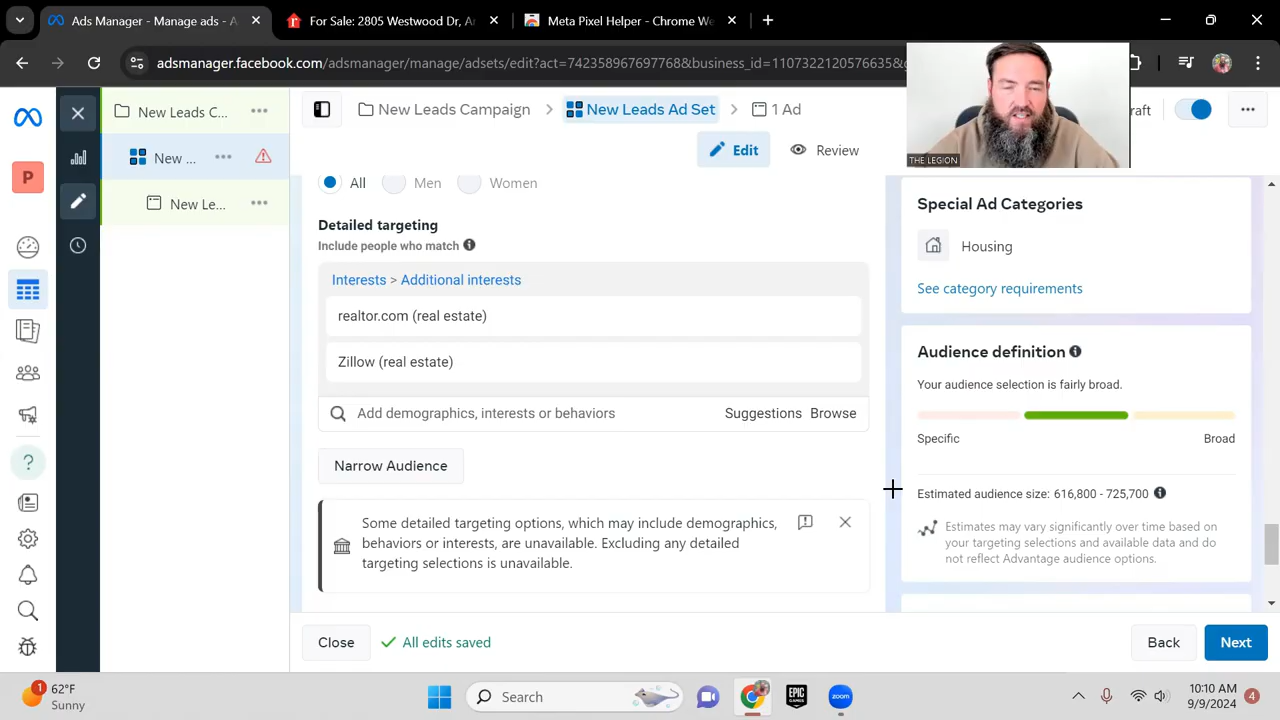 Ads Manager - Manage ads - A
For Sale: 2805 Westwood Dr, Ar
Meta Pixel Helper - Chrome We
adsmanager.facebook.com/adsmanager/manage/adsets/edit?act=742358967697768&business_id=1107322120576635&
New Leads C...
New Leads Campaign
New Leads Ad Set
1 Ad
raft
THE LEGION
P
New ...
Edit
Review
New Le...
All
Men
Women
Detailed targeting
Include people who match
Interests > Additional interests
realtor.com (real estate)
Zillow (real estate)
Add demographics, interests or behaviors
Suggestions
Browse
Narrow Audience
Some detailed targeting options, which may include demographics,
behaviors or interests, are unavailable. Excluding any detailed
targeting selections is unavailable.
Special Ad Categories
Housing
See category requirements
Audience definition
Your audience selection is fairly broad.
Specific
Broad
Estimated audience size: 616,800 - 725,700
Estimates may vary significantly over time based on
your targeting selections and available data and do
not reflect Advantage audience options.
Close
All edits saved
Back
Next
1
62°F
Sunny
Search
EPIC
GAMES
zoom
10:10 AM
9/9/2024
4